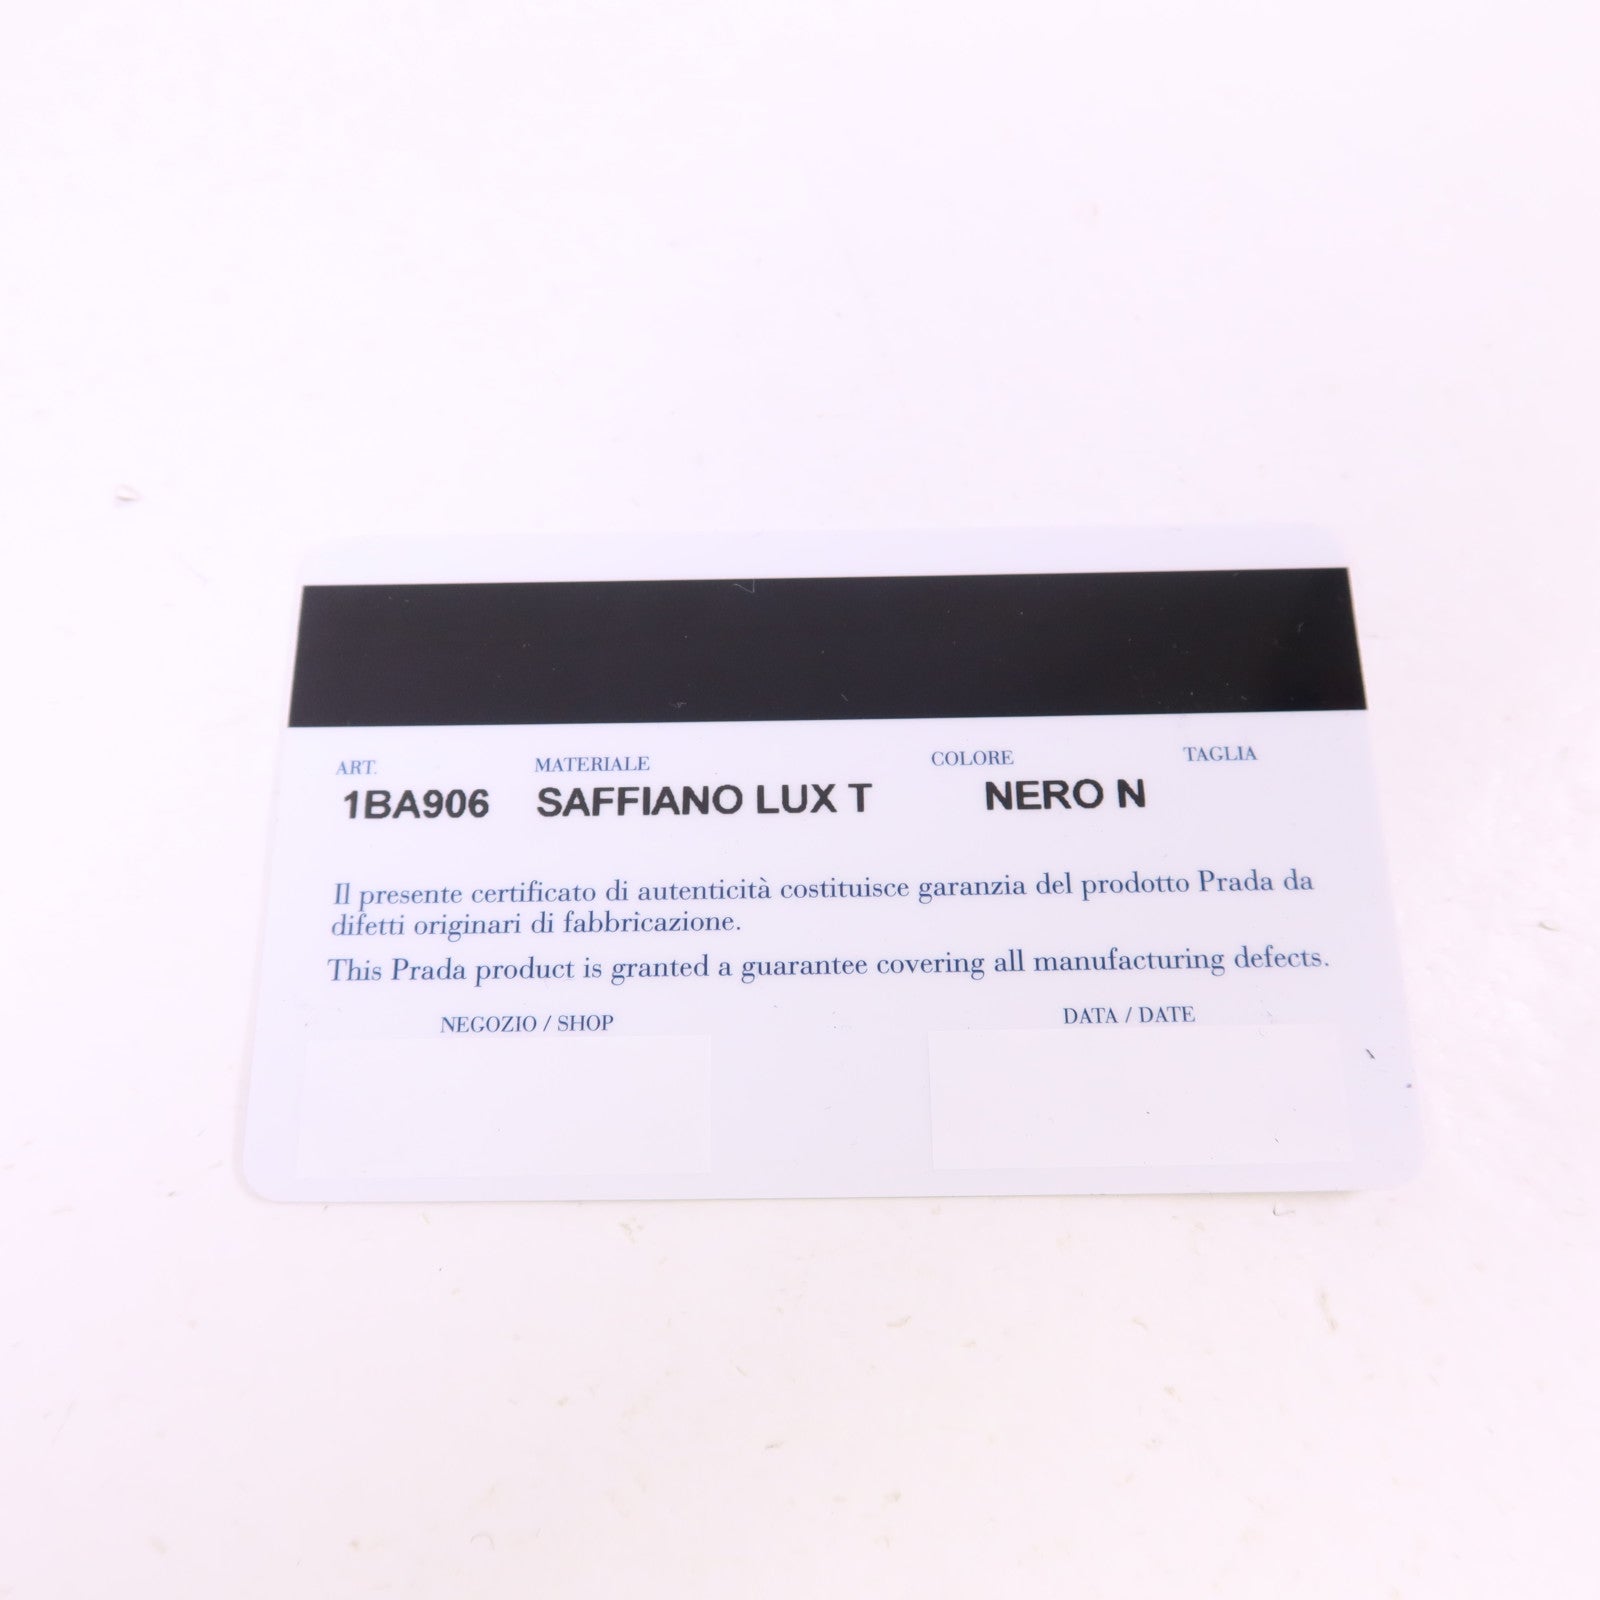 ART. MATERIALE COLORE TAGLIA
1BA906 SAFFIANO LUX T NERO N
Il presente certificato di autenticità costituisce garanzia del prodotto Prada da
difetti originari di fabbricazione.
This Prada product is granted a guarantee covering all manufacturing defects.
NEGOZIO / SHOP DATA / DATE